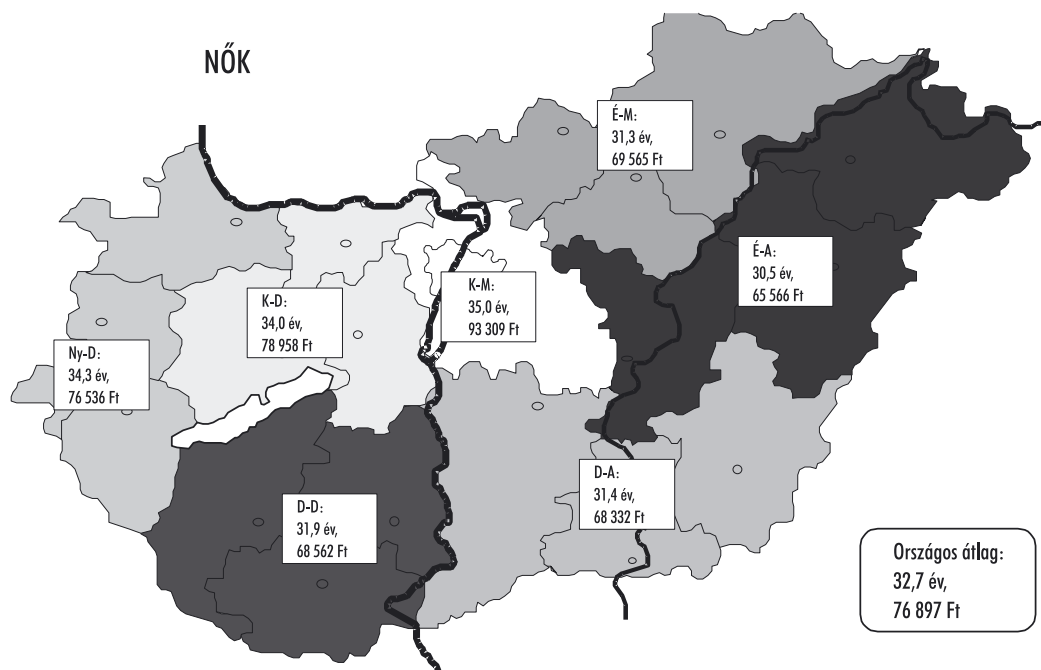 NŐK
É-M:
31,3 év,
69 565 Ft
É-A:
30,5 év,
65 566 Ft
K-M:
35,0 év,
93 309 Ft
K-D:
34,0 év,
78 958 Ft
Ny-D:
34,3 év,
76 536 Ft
D-A:
31,4 év,
68 332 Ft
D-D:
31,9 év,
68 562 Ft
Országos átlag:
32,7 év,
76 897 Ft